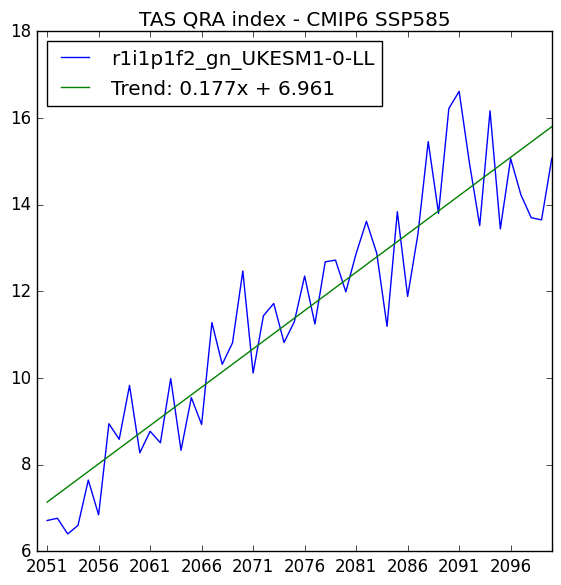 TAS QRA index - CMIP6 SSP585
r1i1p1f2_gn_UKESM1-0-LL
Trend: 0.177x + 6.961
18
16
14
12
10
8
6
2051 2056 2061 2066 2071 2076 2081 2086 2091 2096